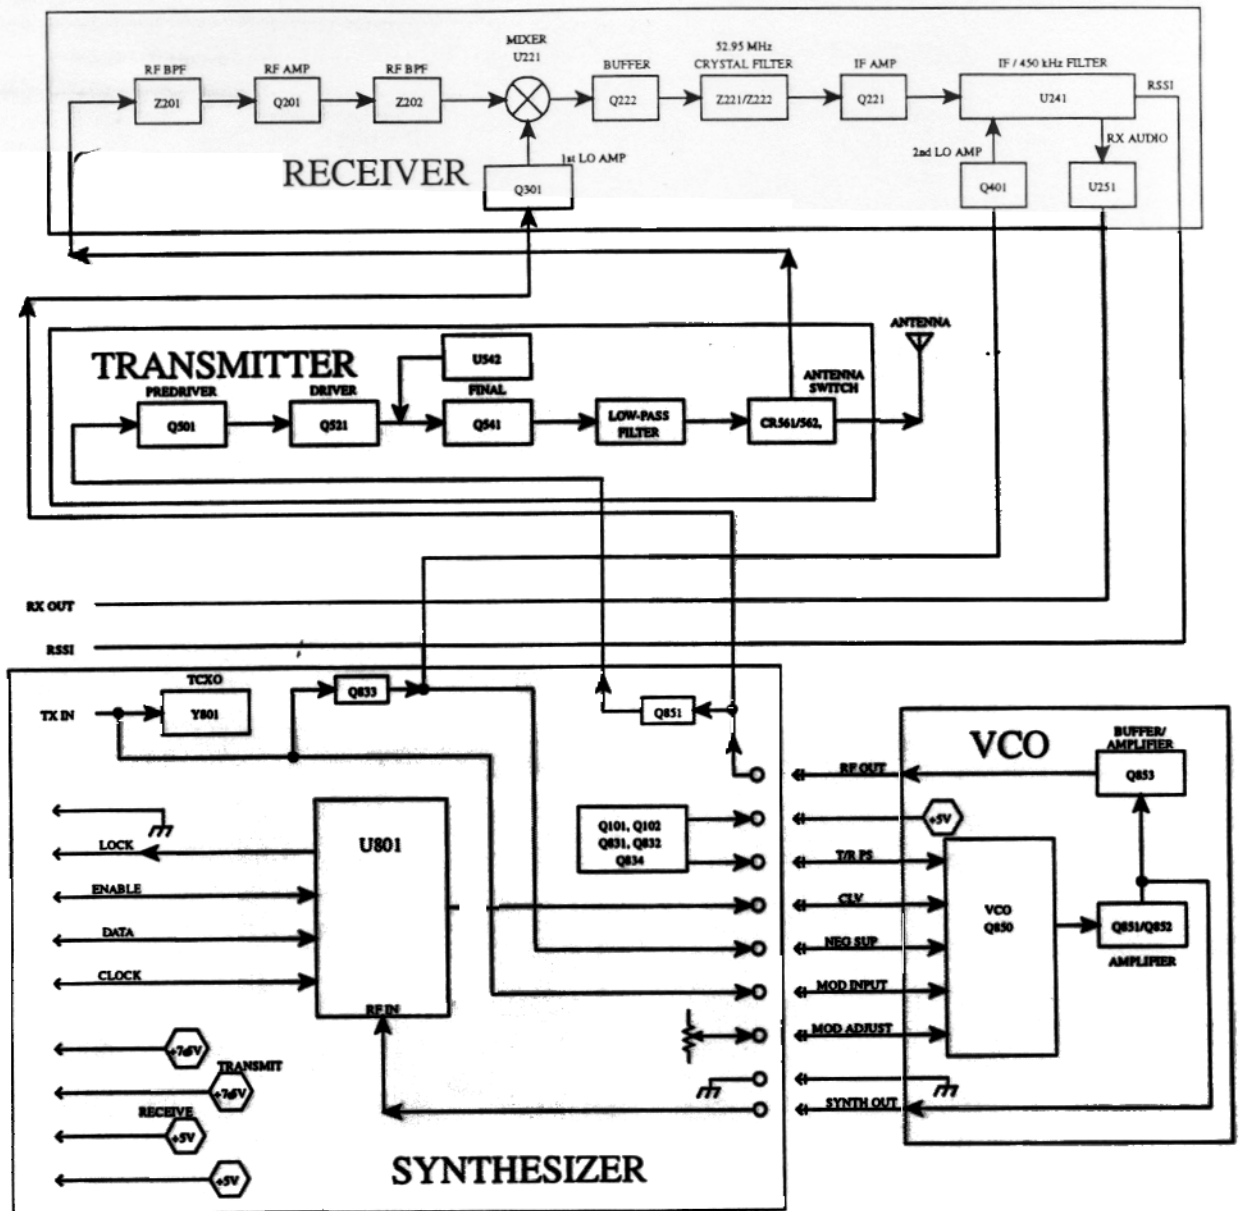 MIXER
U221
52.95 MHz
RF BPF
RF AMP
RF BPF
BUFFER
CRYSTAL FILTER
IF AMP
IF / 450 kHz FILTER
RSSI
Z201
Q201
Z202
Q222
Z221/Z222
Q221
U241
RX AUDIO
1st LO AMP
2nd LO AMP
RECEIVER
Q301
Q401
U251
ANTENNA
TRANSMITTER
U542
ANTENNA
SWITCH
PREDRIVER
DRIVER
FINAL
Q501
Q521
Q541
LOW-PASS
FILTER
CR561/562,
RX OUT
RSSI
TCXO
Y801
TX IN
Q833
Q851
VCO
BUFFER/
AMPLIFIER
Q853
RF OUT
U801
Q101, Q102
Q831, Q832
Q834
+5V
LOCK
T/R PS
ENABLE
CLV
VCO
Q850
Q851/Q852
AMPLIFIER
DATA
NEG SUP
CLOCK
MOD INPUT
RF IN
MOD ADJUST
+7.6V
TRANSMIT
+7.6V
RECEIVE
+5V
SYNTH OUT
+5V
SYNTHESIZER